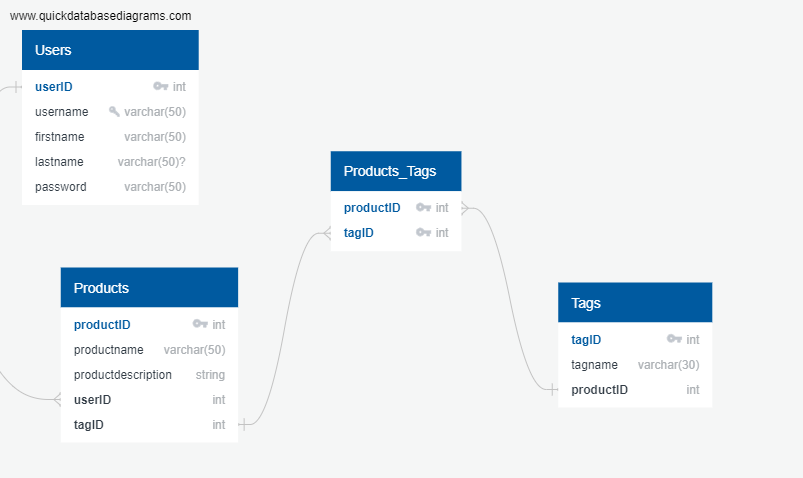 www.quickdatabasediagrams.com
Users
userID int
username varchar(50)
firstname varchar(50)
lastname varchar(50)?
password varchar(50)
Products_Tags
productID int
tagID int
Products
productID int
productname varchar(50)
productdescription string
userID int
tagID int
Tags
tagID int
tagname varchar(30)
productID int